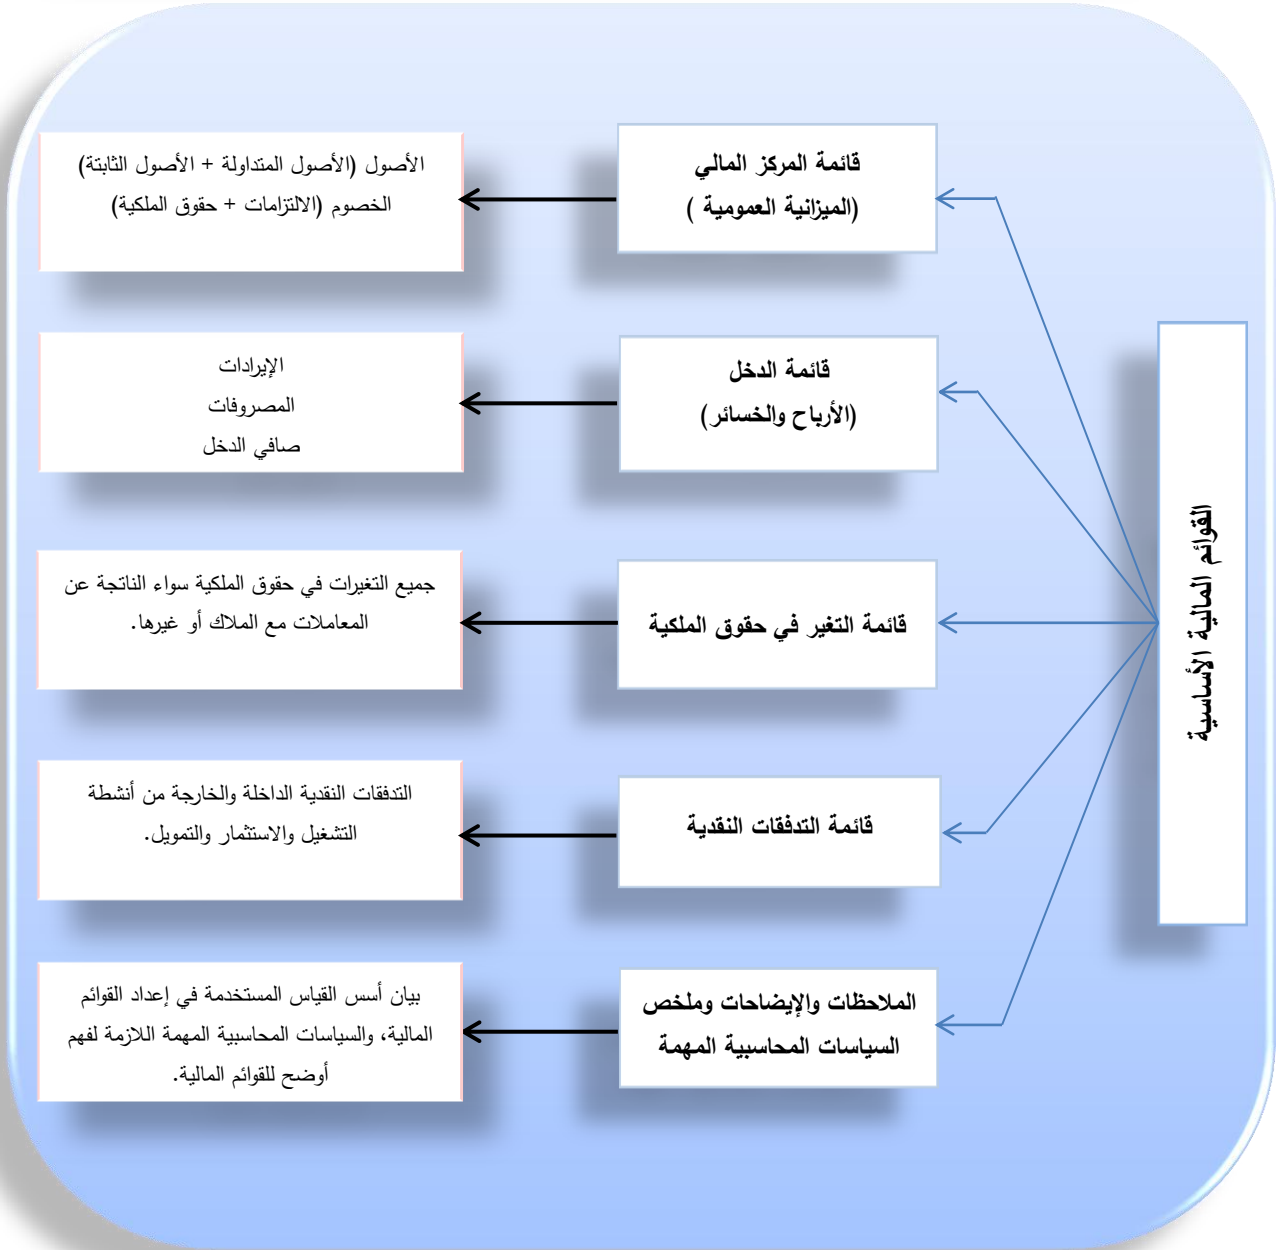 القوائم المالية الأساسية
قائمة المركز المالي
(الميزانية العمومية )
الأصول (الأصول المتداولة + الأصول الثابتة)
الخصوم (الالتزامات + حقوق الملكية)
قائمة الدخل
(الأرباح والخسائر)
الإيرادات
المصروفات
صافي الدخل
قائمة التغير في حقوق الملكية
جميع التغيرات في حقوق الملكية سواء الناتجة عن
المعاملات مع الملاك أو غيرها.
قائمة التدفقات النقدية
التدفقات النقدية الداخلة والخارجة من أنشطة
التشغيل والاستثمار والتمويل.
الملاحظات والإيضاحات وملخص
السياسات المحاسبية المهمة
بيان أسس القياس المستخدمة في إعداد القوائم
المالية، والسياسات المحاسبية المهمة اللازمة لفهم
أوضح للقوائم المالية.